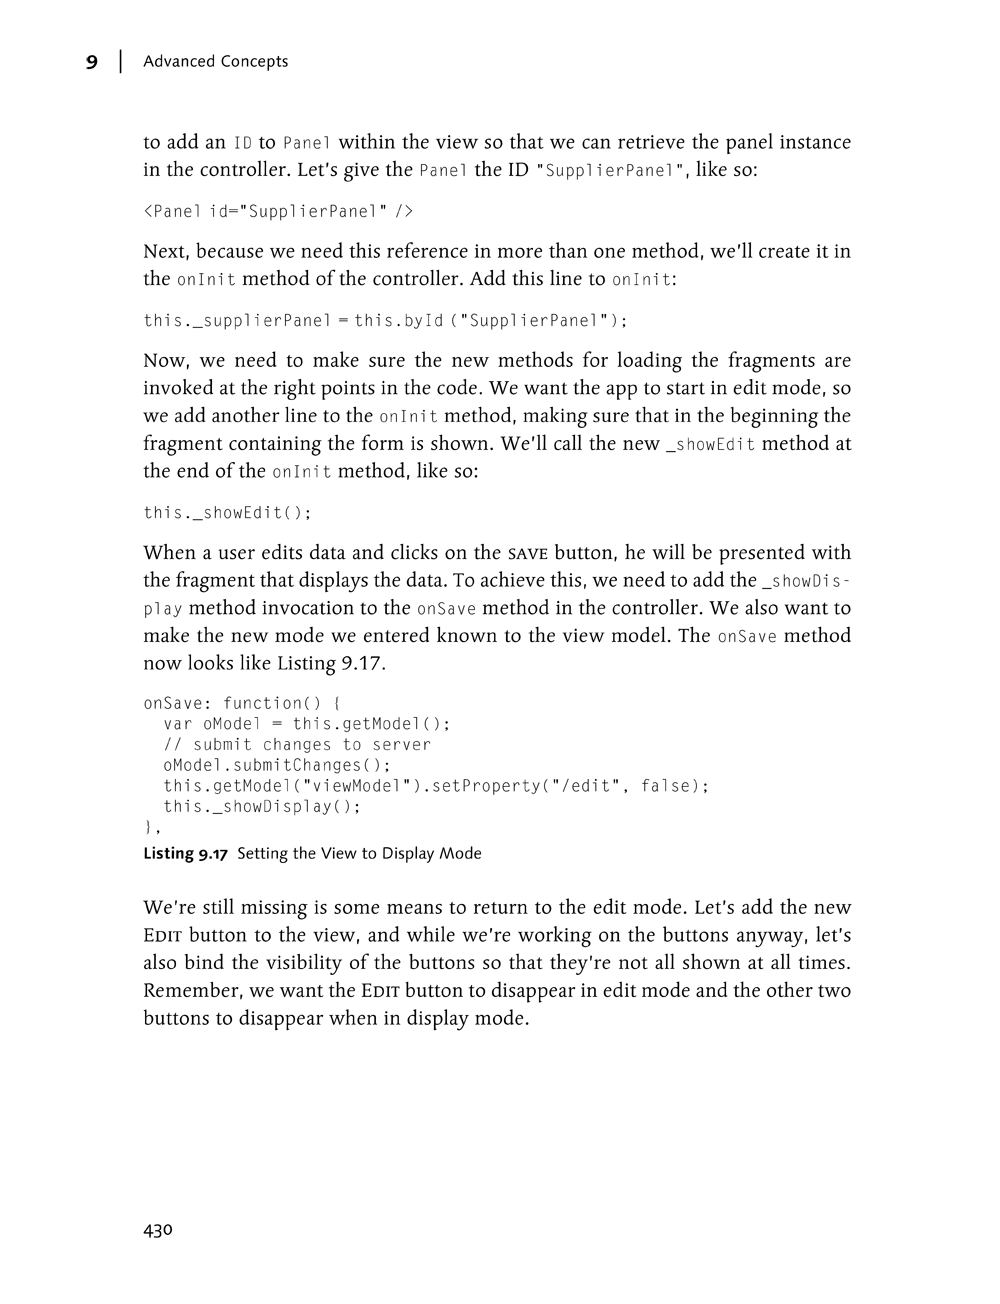 9 | Advanced Concepts
to add an ID to Panel within the view so that we can retrieve the panel instance
in the controller. Let's give the Panel the ID "SupplierPanel", like so:
<Panel id="SupplierPanel" />
Next, because we need this reference in more than one method, we'll create it in
the onInit method of the controller. Add this line to onInit:
this._supplierPanel = this.byId ("SupplierPanel");
Now, we need to make sure the new methods for loading the fragments are
invoked at the right points in the code. We want the app to start in edit mode, so
we add another line to the onInit method, making sure that in the beginning the
fragment containing the form is shown. We'll call the new _showEdit method at
the end of the onInit method, like so:
this._showEdit();
When a user edits data and clicks on the SAVE button, he will be presented with
the fragment that displays the data. To achieve this, we need to add the _showDis-
play method invocation to the onSave method in the controller. We also want to
make the new mode we entered known to the view model. The onSave method
now looks like Listing 9.17.
onSave: function() {
  var oModel = this.getModel();
  // submit changes to server
  oModel.submitChanges();
  this.getModel("viewModel").setProperty("/edit", false);
  this._showDisplay();
},
Listing 9.17 Setting the View to Display Mode
We're still missing is some means to return to the edit mode. Let's add the new
EDIT button to the view, and while we're working on the buttons anyway, let's
also bind the visibility of the buttons so that they're not all shown at all times.
Remember, we want the EDIT button to disappear in edit mode and the other two
buttons to disappear when in display mode.
430